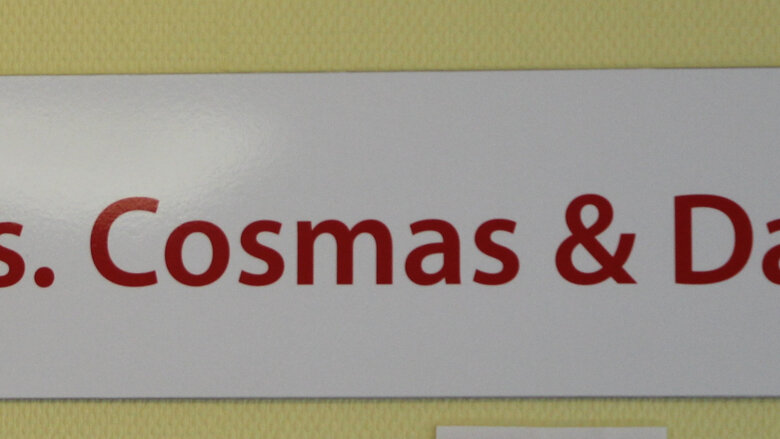 s. Cosmas & Da